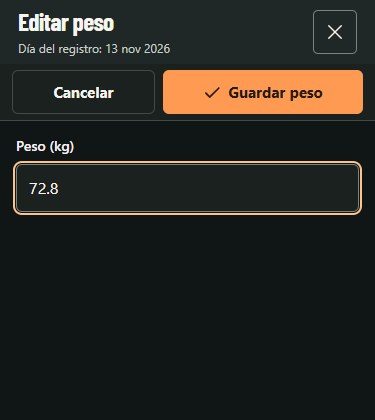 Editar peso
Día del registro: 13 nov 2026
Cancelar
Guardar peso
Peso (kg)
72.8